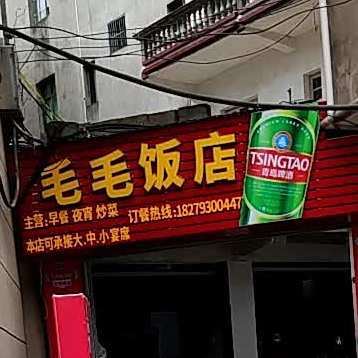 毛毛饭店
TSINGTAO
青島啤酒
主营:早餐 夜宵 炒菜 订餐热线:18279300447
本店可承接大.中.小宴席